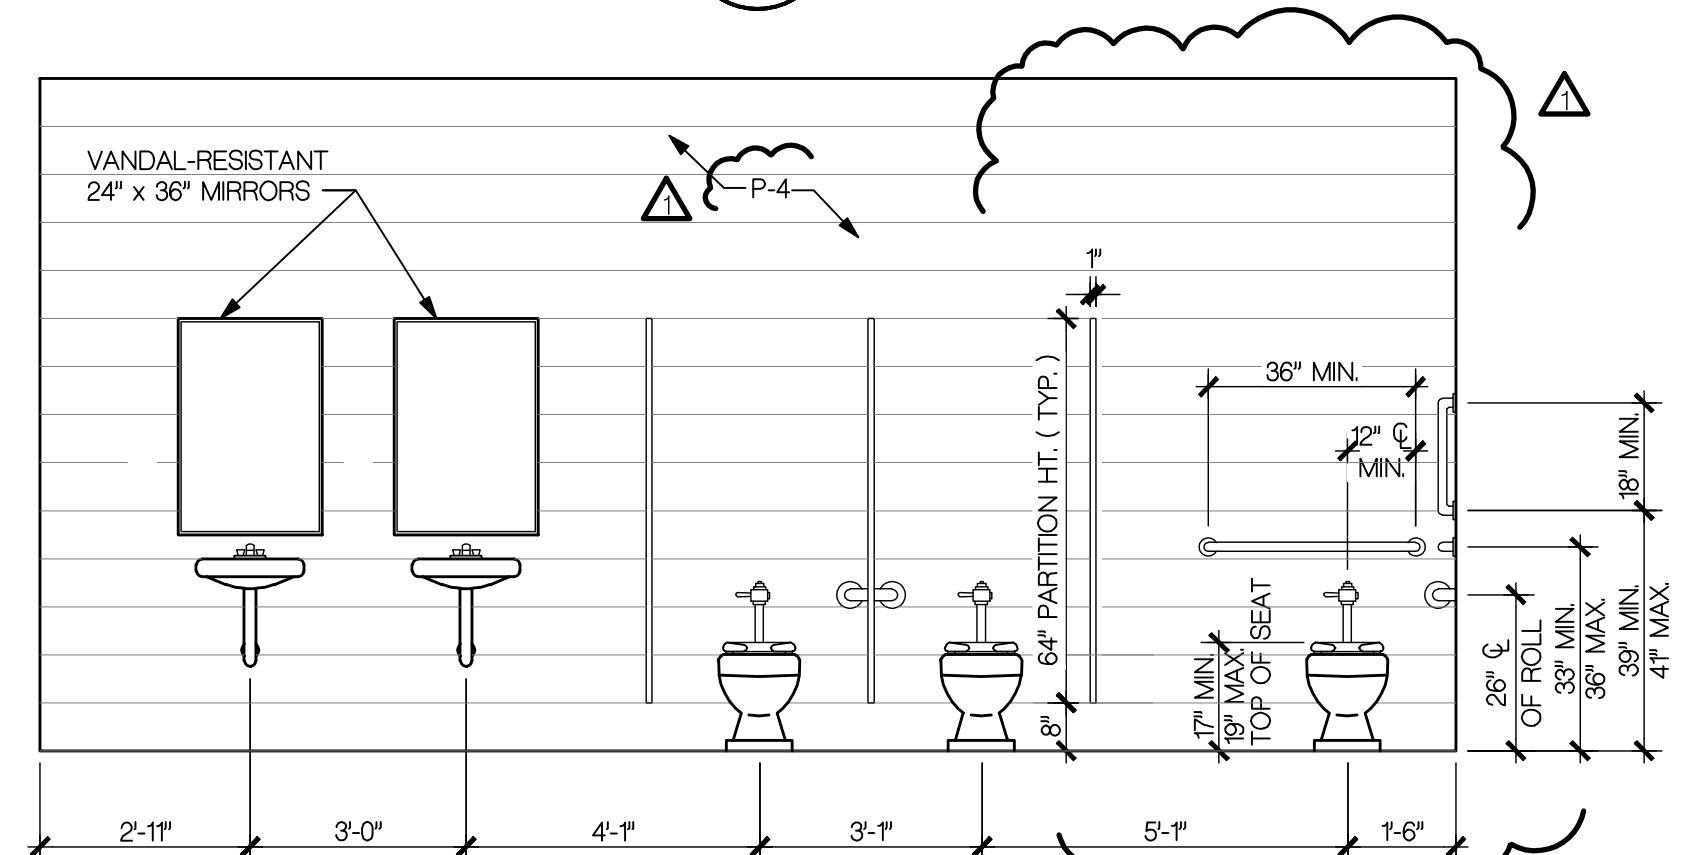 1
VANDAL-RESISTANT
24" x 36" MIRRORS
1
P-4
1"
64" PARTITION HT. ( TYP. )
8"
36" MIN.
12" ℄
MIN.
17" MIN.
19" MAX.
TOP OF SEAT
18" MIN.
26" ℄
OF ROLL
33" MIN.
36" MAX.
39" MIN.
41" MAX.
2'-11"
3'-0"
4'-1"
3'-1"
5'-1"
1'-6"